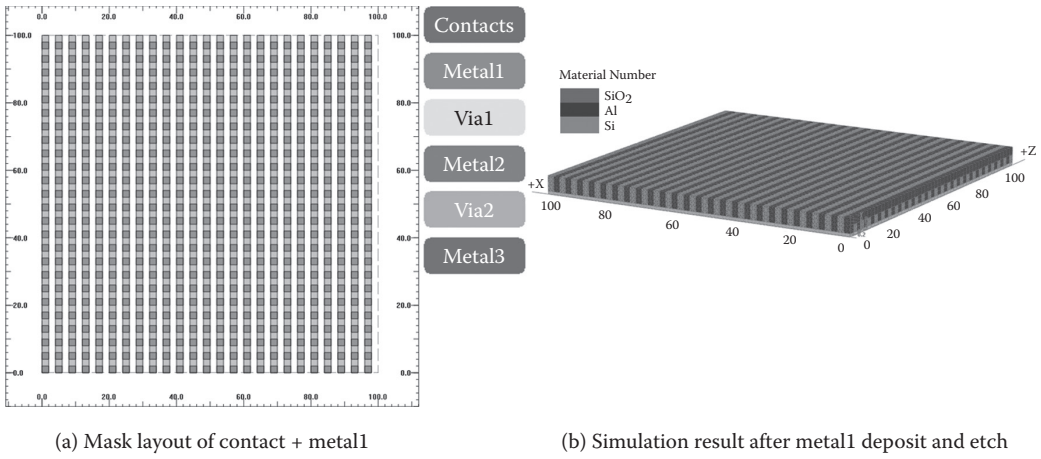 0.0 20.0 40.0 60.0 80.0 100.0
100.0 100.0
80.0 80.0
60.0 60.0
40.0 40.0
20.0 20.0
0.0 0.0
0.0 20.0 40.0 60.0 80.0 100.0
Contacts
Metal1
Via1
Metal2
Via2
Metal3
Material Number
SiO2
Al
Si
+X
100 80 60 40 20 0
+Z
100
80
60
40
20
0
(a) Mask layout of contact + metal1
(b) Simulation result after metal1 deposit and etch